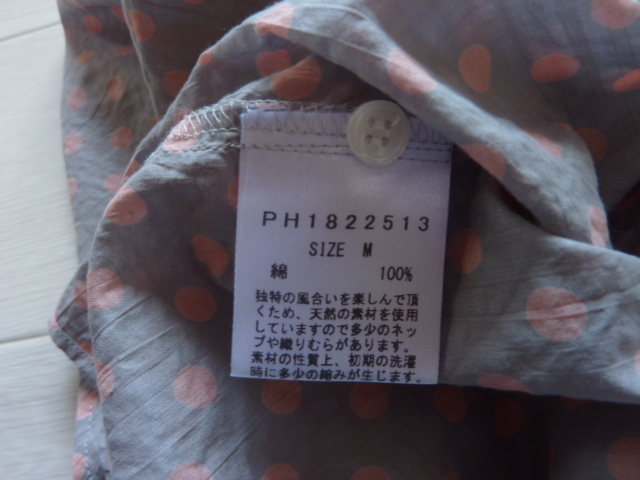 PH1822513
SIZE M
綿 100%
独特の風合いを楽しんで頂
くため、天然の素材を使用
していますので多少のネッ
プや織りむらがあります。
素材の性質上、初期の洗濯
時に多少の縮みが生じます。